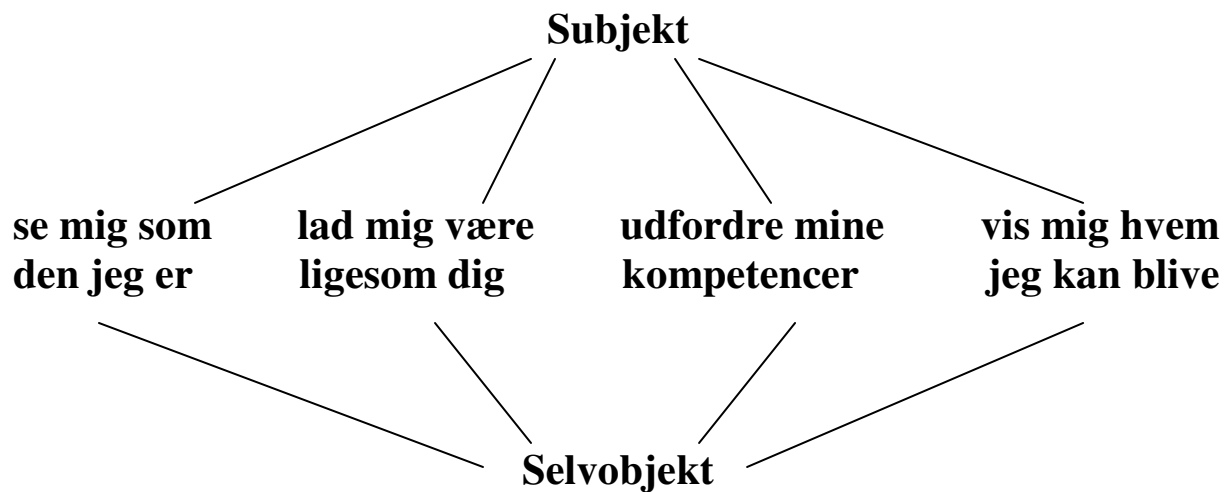 Subjekt
se mig som
den jeg er
lad mig være
ligesom dig
udfordre mine
kompetencer
vis mig hvem
jeg kan blive
Selvobjekt